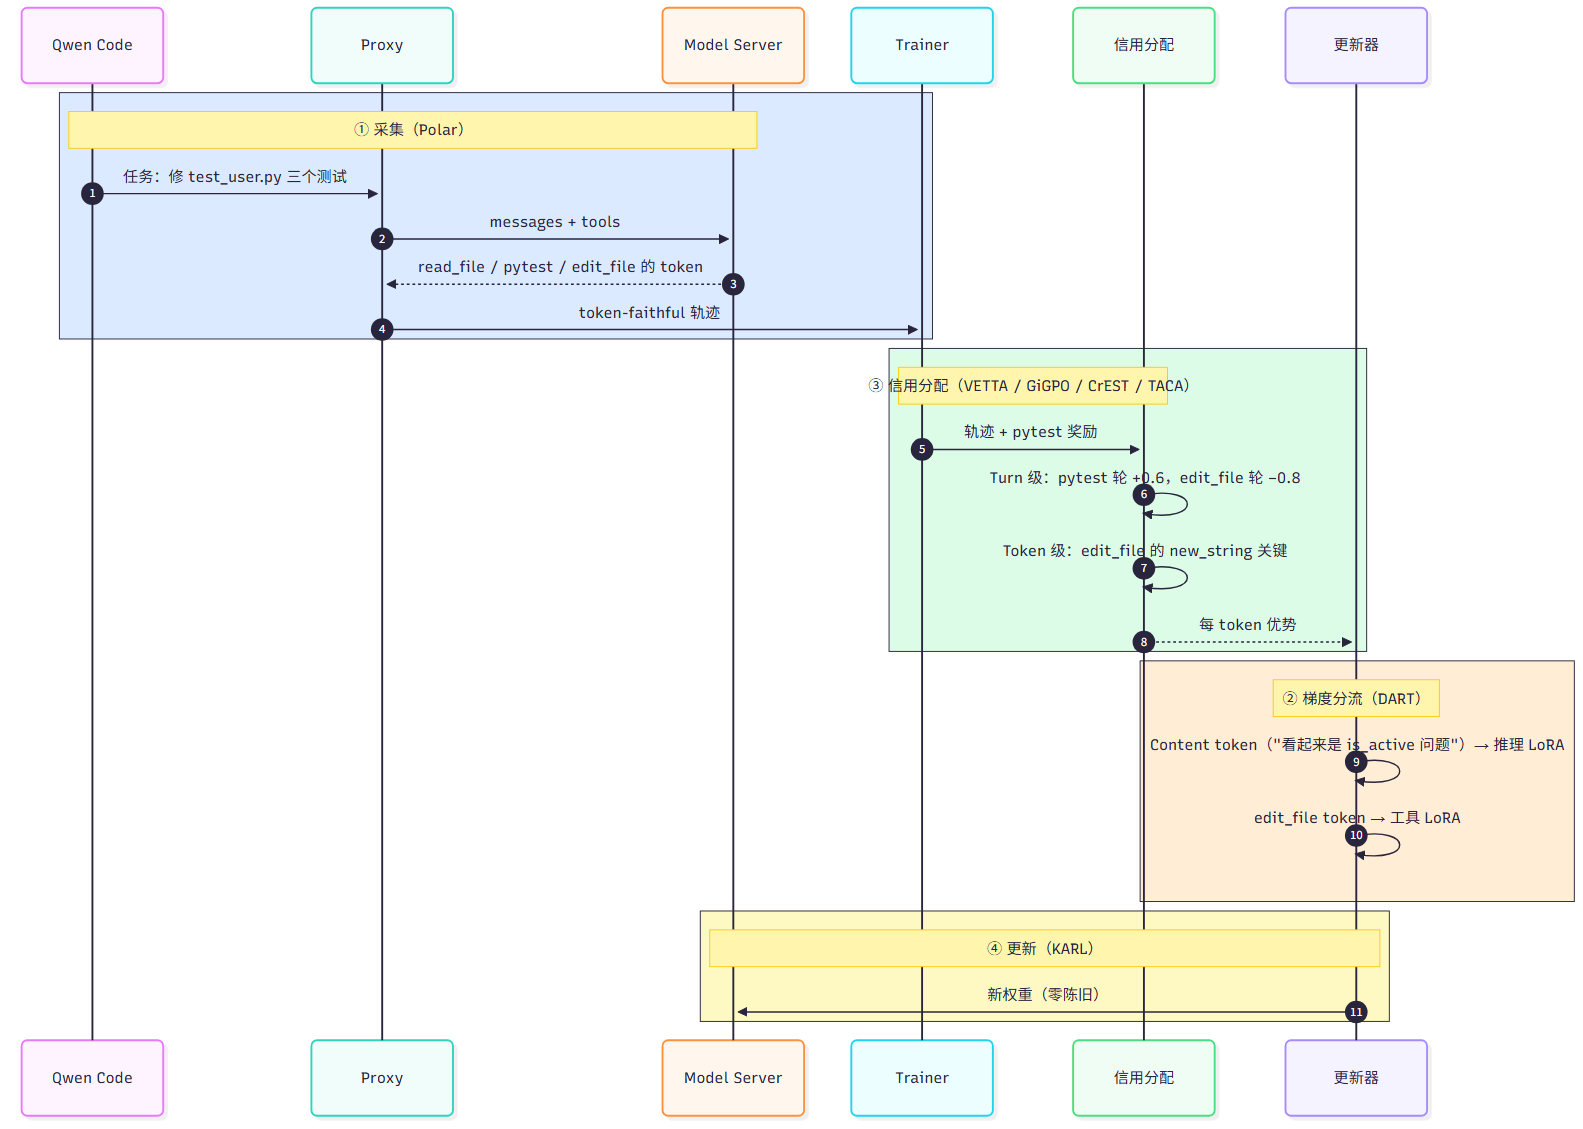 Qwen Code
Proxy
Model Server
Trainer
信用分配
更新器
① 采集（Polar）
任务：修 test_user.py 三个测试
1
messages + tools
2
read_file / pytest / edit_file 的 token
3
token-faithful 轨迹
4
③ 信用分配（VETTA / GiGPO / CrEST / TACA）
轨迹 + pytest 奖励
5
Turn 级：pytest 轮 +0.6，edit_file 轮 −0.8
6
Token 级：edit_file 的 new_string 关键
7
每 token 优势
8
② 梯度分流（DART）
Content token（"看起来是 is_active 问题"）→ 推理 LoRA
9
edit_file token → 工具 LoRA
10
④ 更新（KARL）
新权重（零陈旧）
11
Qwen Code
Proxy
Model Server
Trainer
信用分配
更新器